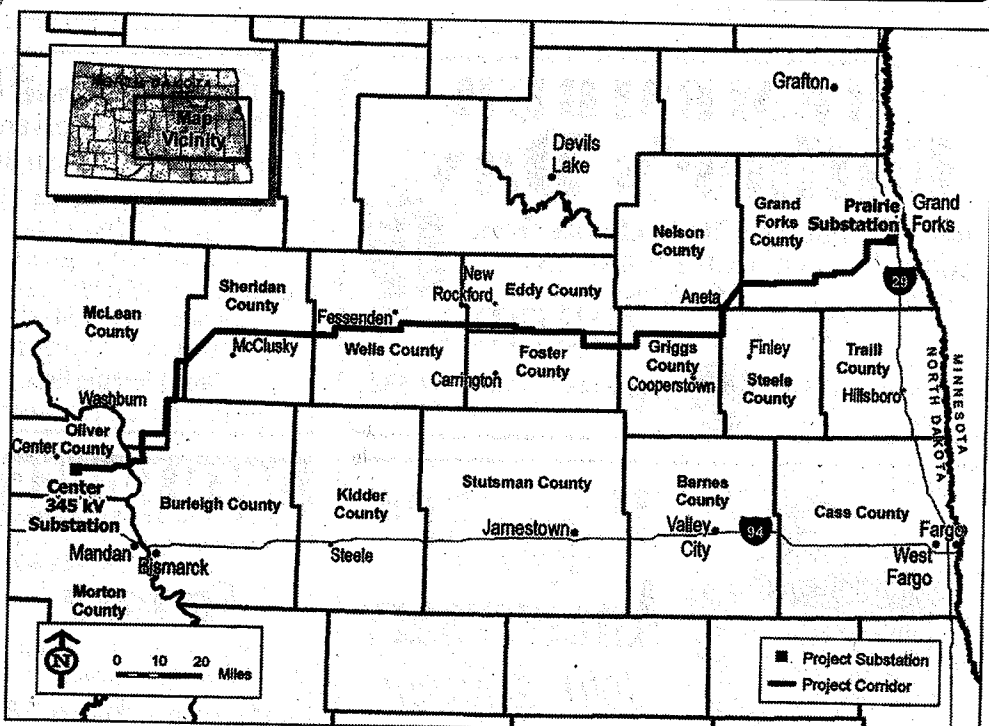 Map
Vicinity
Grafton
Devils
Lake
Grand
Forks
County
Prairie
Substation
Grand
Forks
Nelson
County
29
Sheridan
County
New
Rockford
Eddy County
Aneta
McLean
County
Fessenden
McClusky
Wells County
Foster
County
Griggs
County
Cooperstown
Finley
Steele
County
Traill
County
Hillsboro
Carrington
Washburn
Oliver
County
Center
MINNESOTA
NORTH DAKOTA
Center
345 kV
Substation
Burleigh County
Kidder
County
Stutsman County
Barnes
County
Cass County
Jamestown
Valley
City
94
Fargo
West
Fargo
Mandan
Bismarck
Steele
Morton
County
N
0 10 20
Miles
Project Substation
Project Corridor